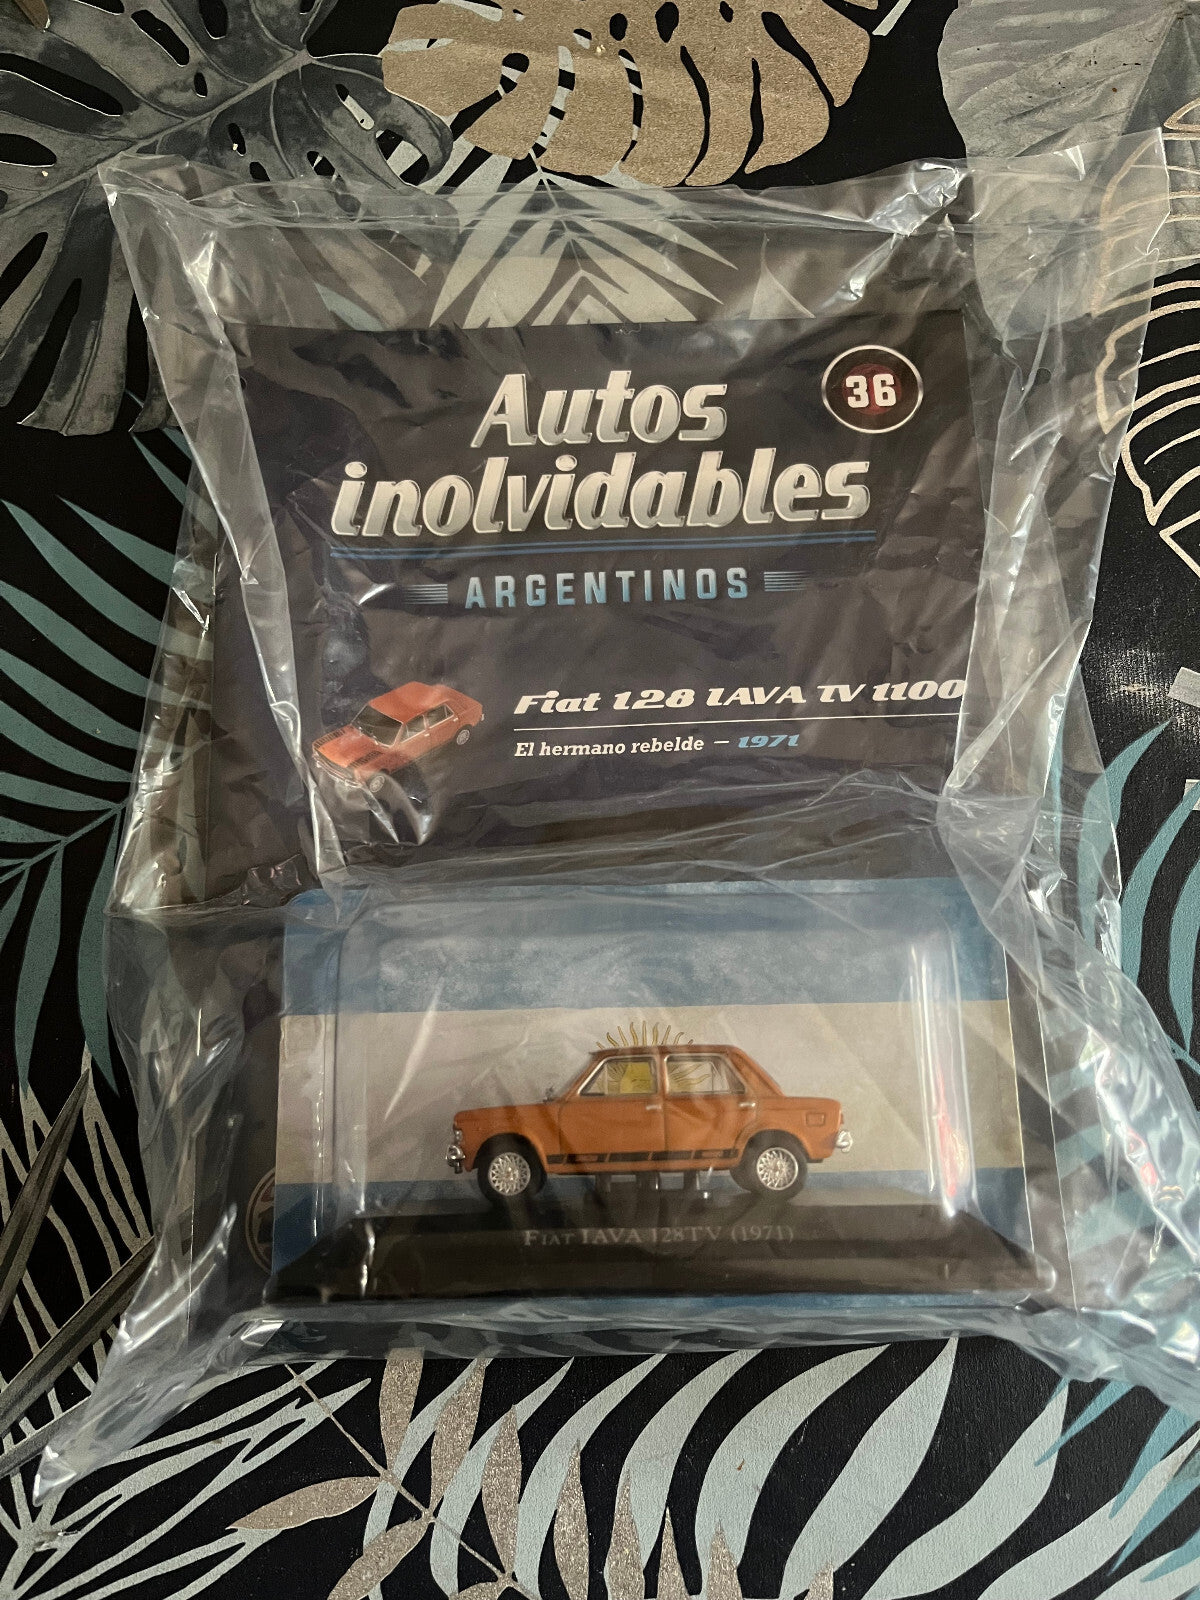 36
Autos
inolvidables
ARGENTINOS
Fiat 128 IAVA TV 1100
El hermano rebelde – 1971
FIAT IAVA 128TV (1971)